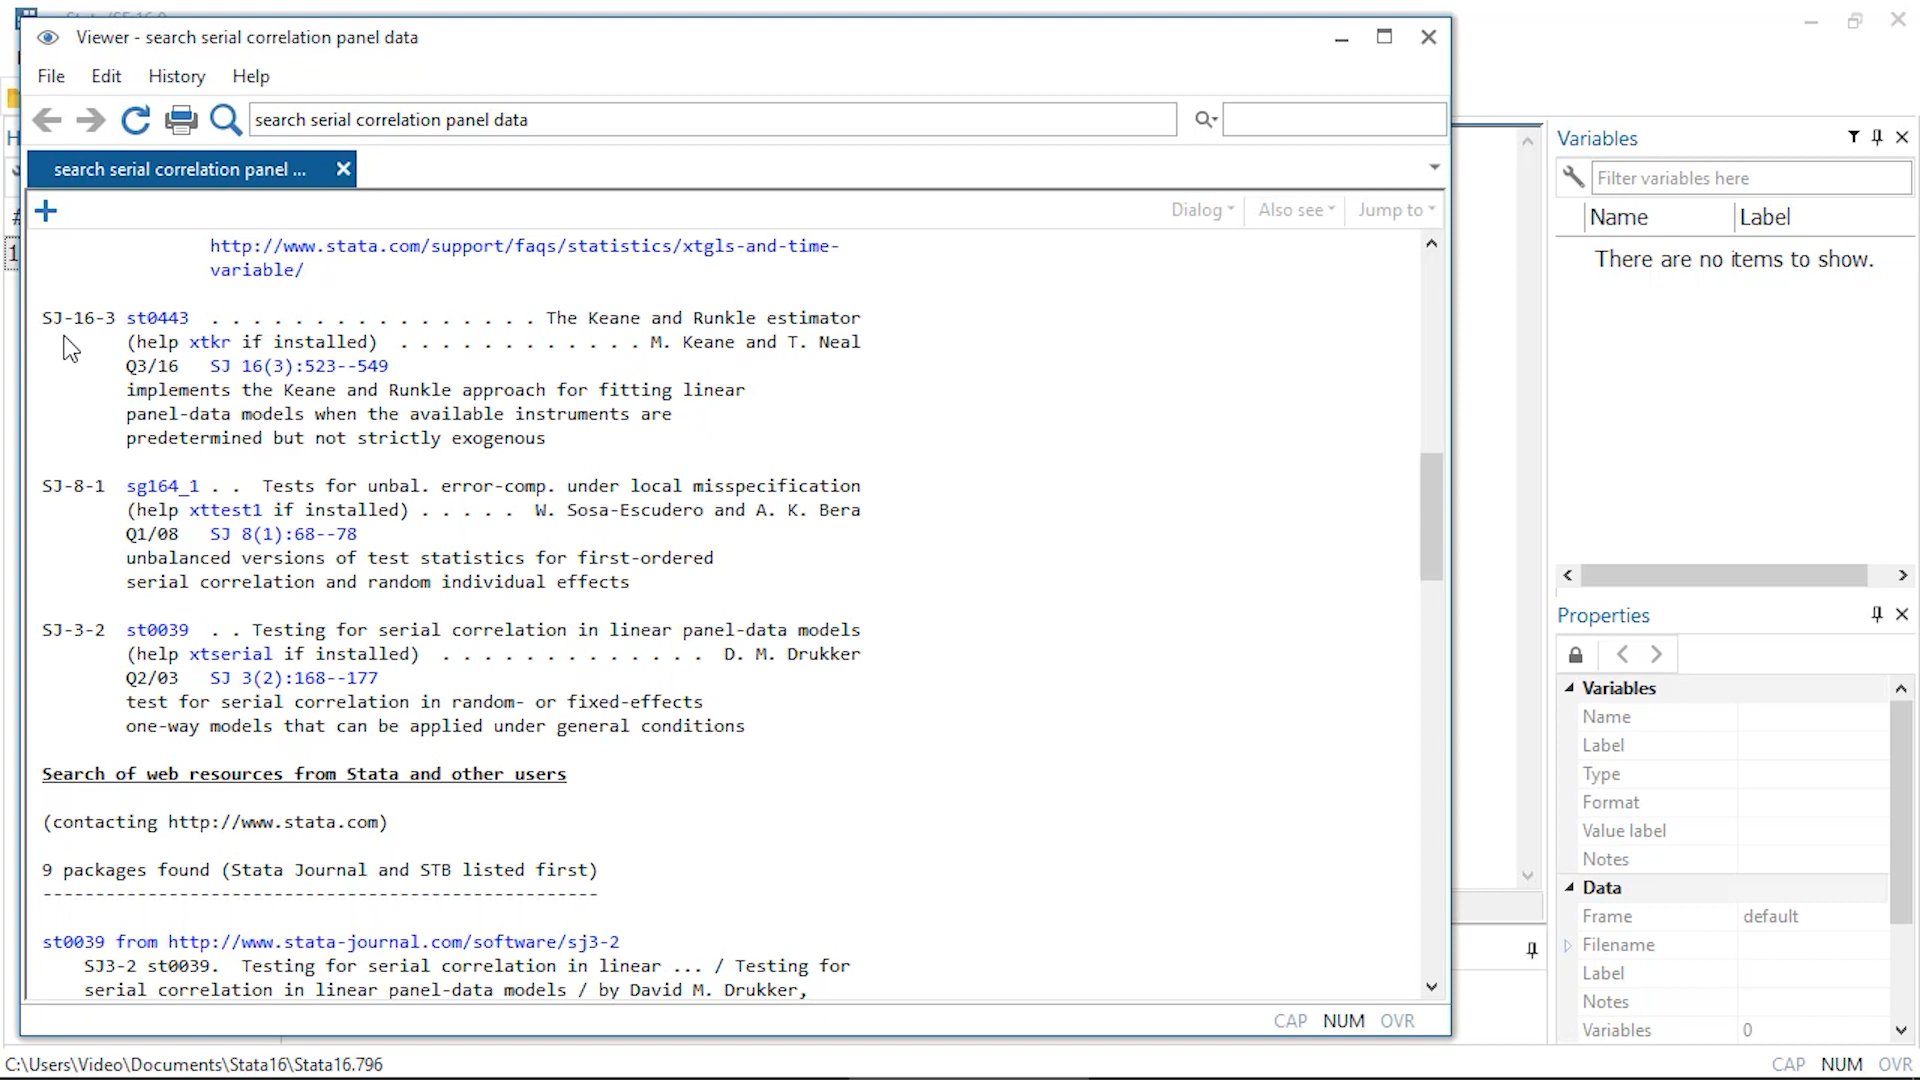 Viewer - search serial correlation panel data
File Edit History Help
search serial correlation panel data
search serial correlation panel ...
Dialog Also see Jump to
http://www.stata.com/support/faqs/statistics/xtgls-and-time-
variable/
SJ-16-3 st0443 . . . . . . . . . . . . . . . . The Keane and Runkle estimator
(help xtkr if installed) . . . . . . . . . . . . M. Keane and T. Neal
Q3/16 SJ 16(3):523--549
implements the Keane and Runkle approach for fitting linear
panel-data models when the available instruments are
predetermined but not strictly exogenous
SJ-8-1 sg164_1 . . Tests for unbal. error-comp. under local misspecification
(help xttest1 if installed) . . . . . W. Sosa-Escudero and A. K. Bera
Q1/08 SJ 8(1):68--78
unbalanced versions of test statistics for first-ordered
serial correlation and random individual effects
SJ-3-2 st0039 . . Testing for serial correlation in linear panel-data models
(help xtserial if installed) . . . . . . . . . . . . . D. M. Drukker
Q2/03 SJ 3(2):168--177
test for serial correlation in random- or fixed-effects
one-way models that can be applied under general conditions
Search of web resources from Stata and other users
(contacting http://www.stata.com)
9 packages found (Stata Journal and STB listed first)
-----------------------------------------------------
st0039 from http://www.stata-journal.com/software/sj3-2
SJ3-2 st0039. Testing for serial correlation in linear ... / Testing for
serial correlation in linear panel-data models / by David M. Drukker,
CAP NUM OVR
Variables
Filter variables here
Name Label
There are no items to show.
Properties
Variables
Name
Label
Type
Format
Value label
Notes
Data
Frame default
Filename
Label
Notes
Variables 0
C:\Users\Video\Documents\Stata16\Stata16.796
CAP NUM OVR